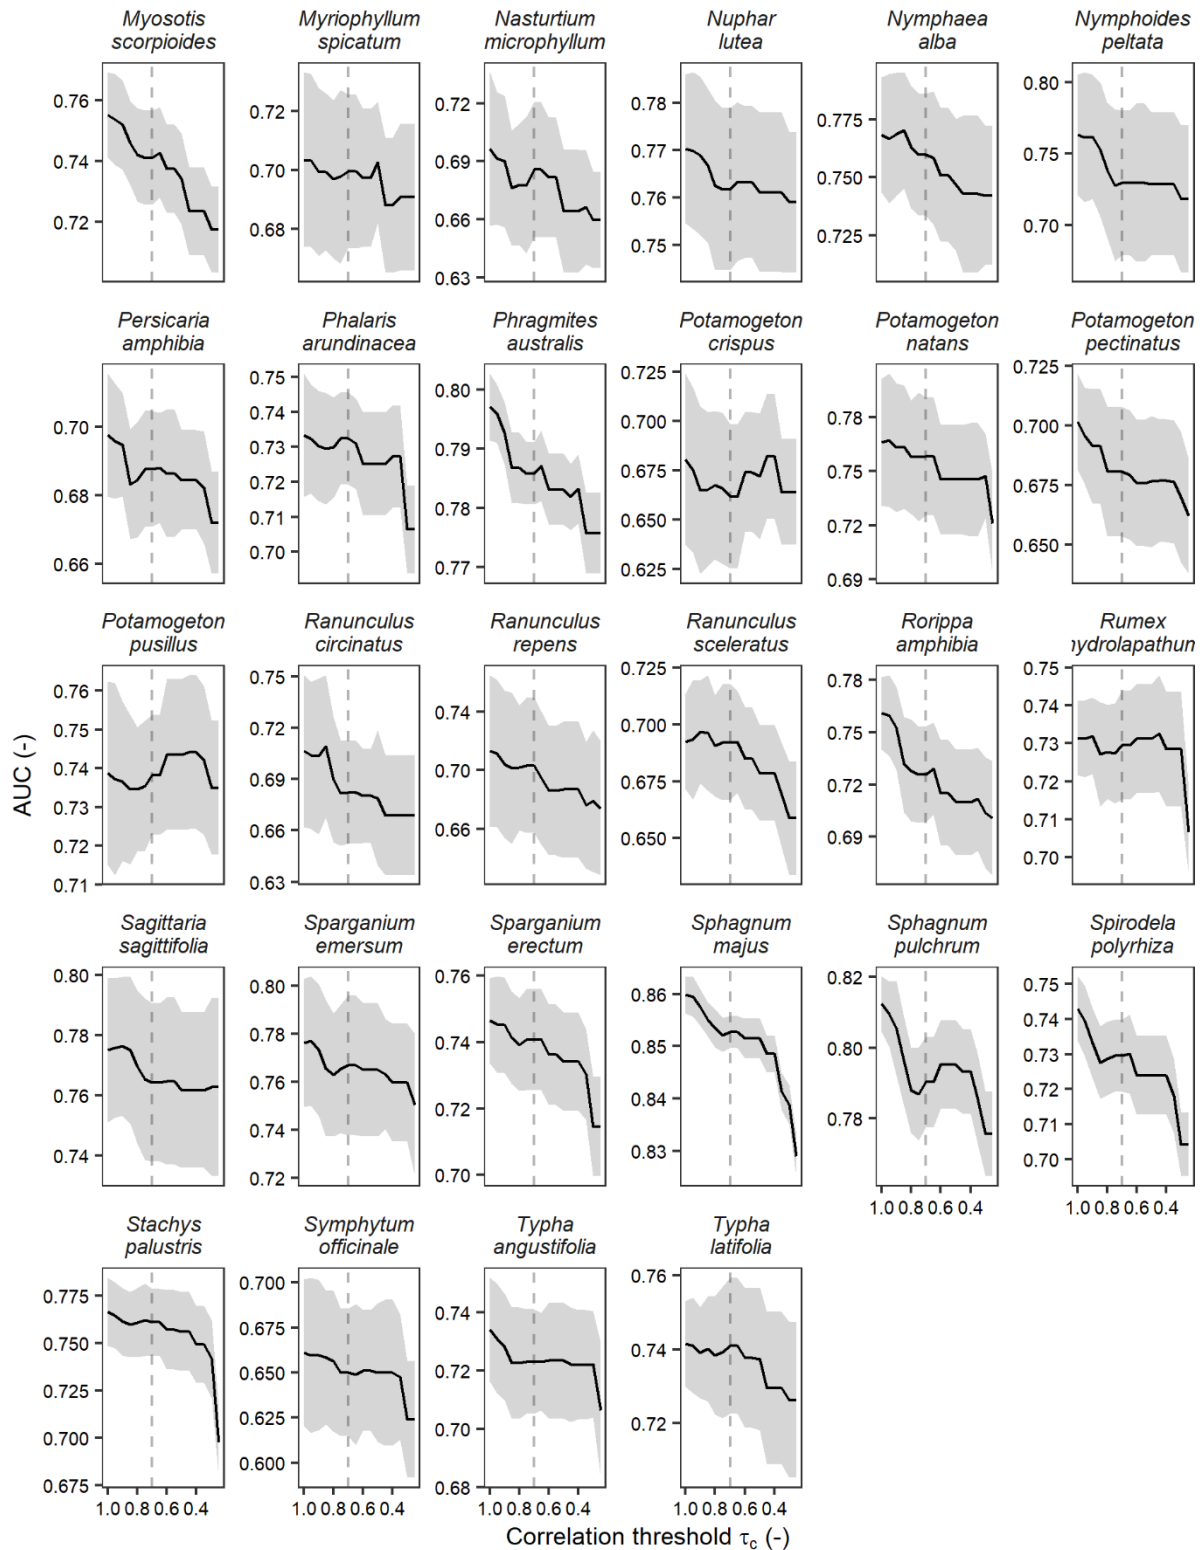 Myosotis Myriophyllum Nasturtium Nuphar Nymphaea Nymphoides
scorpioides spicatum microphyllum lutea alba peltata
0.76 0.74 0.72
0.72 0.70 0.68
0.72 0.69 0.66 0.63
0.78 0.77 0.76 0.75
0.775 0.750 0.725
0.80 0.75 0.70
Persicaria Phalaris Phragmites Potamogeton Potamogeton Potamogeton
amphibia arundinacea australis crispus natans pectinatus
0.70 0.68 0.66
0.75 0.74 0.73 0.72 0.71 0.70
0.80 0.79 0.78 0.77
0.725 0.700 0.675 0.650 0.625
0.78 0.75 0.72 0.69
0.725 0.700 0.675 0.650
Potamogeton Ranunculus Ranunculus Ranunculus Rorippa Rumex
pusillus circinatus repens sceleratus amphibia hydrolapathum
0.76 0.75 0.74 0.73 0.72 0.71
0.75 0.72 0.69 0.66 0.63
0.74 0.70 0.66
0.725 0.700 0.675 0.650
0.78 0.75 0.72 0.69
0.75 0.74 0.73 0.72 0.71 0.70
AUC (-)
Sagittaria Sparganium Sparganium Sphagnum Sphagnum Spirodela
sagittifolia emersum erectum majus pulchrum polyrhiza
0.80 0.78 0.76 0.74
0.80 0.78 0.76 0.74 0.72
0.76 0.74 0.72 0.70
0.86 0.85 0.84 0.83
0.82 0.80 0.78
0.75 0.74 0.73 0.72 0.71 0.70
1.0 0.8 0.6 0.4
1.0 0.8 0.6 0.4
Stachys Symphytum Typha Typha
palustris officinale angustifolia latifolia
0.775 0.750 0.725 0.700 0.675
0.700 0.675 0.650 0.625 0.600
0.74 0.72 0.70 0.68
0.76 0.74 0.72
1.0 0.8 0.6 0.4
1.0 0.8 0.6 0.4
1.0 0.8 0.6 0.4
1.0 0.8 0.6 0.4
Correlation threshold τc (-)